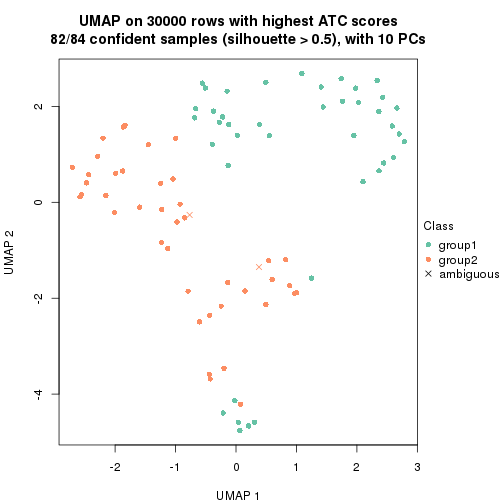 UMAP on 30000 rows with highest ATC scores
82/84 confident samples (silhouette > 0.5), with 10 PCs
2
0
-2
-4
UMAP 2
-2
-1
0
1
2
3
UMAP 1
Class
group1
group2
ambiguous